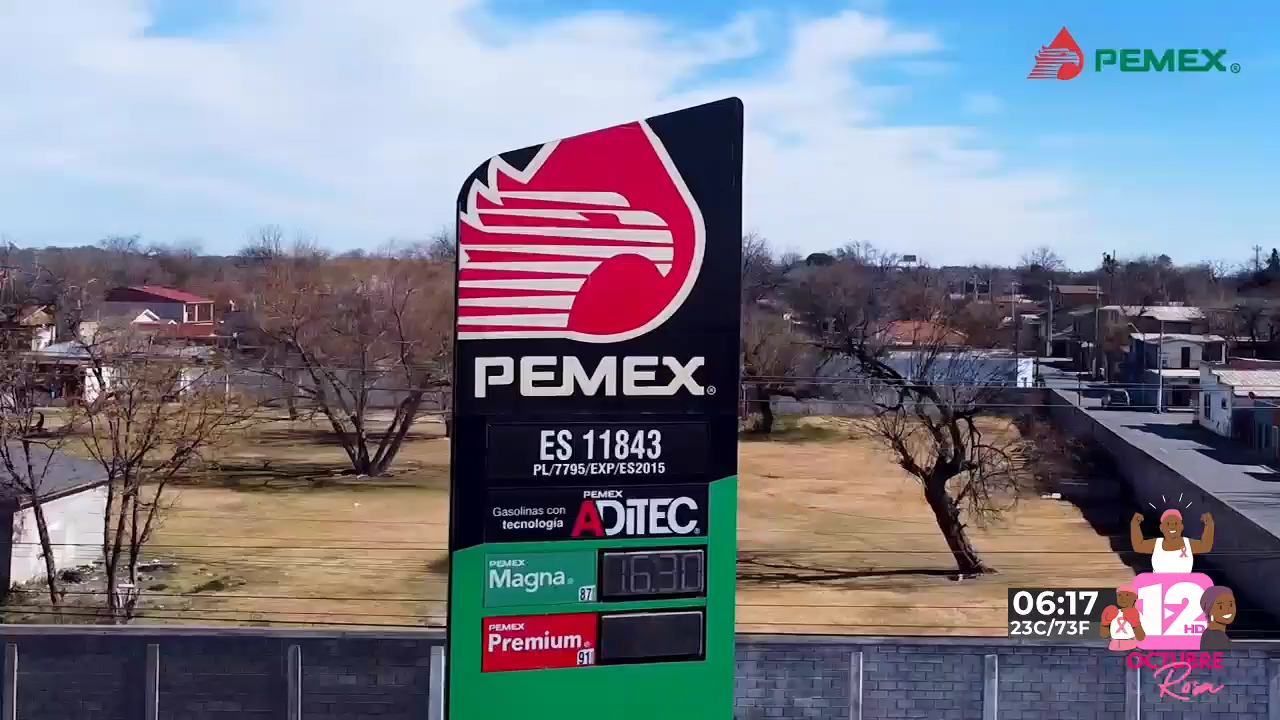 PEMEX®
PEMEX®
ES 11843
PL/7795/EXP/ES2015
Gasolinas con
tecnología
PEMEX
ADITEC®
PEMEX
Magna® 87
16.30
PEMEX
Premium® 91
06:17
23C/73F
12
HD
OCTUBRE
Rosa